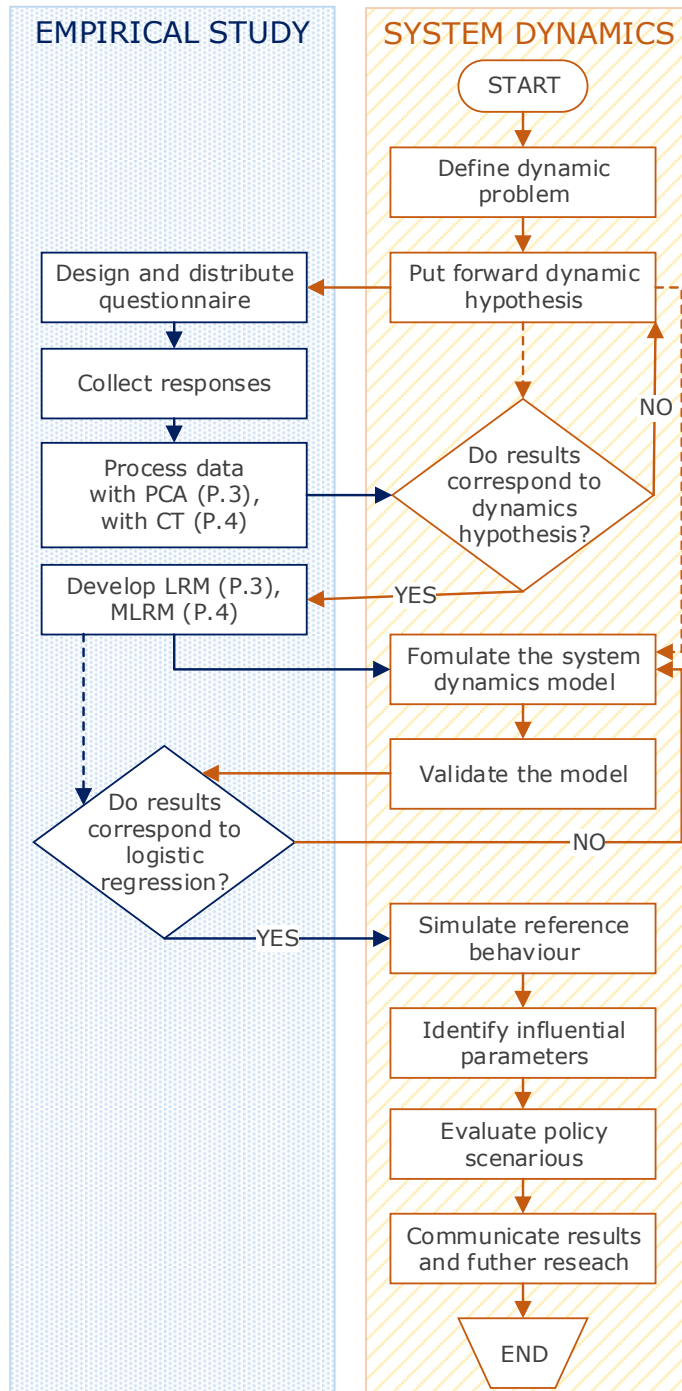 EMPIRICAL STUDY
SYSTEM DYNAMICS
START
Define dynamic
problem
Design and distribute
questionnaire
Put forward dynamic
hypothesis
Collect responses
NO
Process data
with PCA (P.3),
with CT (P.4)
Do results
correspond to
dynamics
hypothesis?
Develop LRM (P.3),
MLRM (P.4)
YES
Fomulate the system
dynamics model
Validate the model
Do results
correspond to
logistic
regression?
NO
YES
Simulate reference
behaviour
Identify influential
parameters
Evaluate policy
scenarious
Communicate results
and futher reseach
END